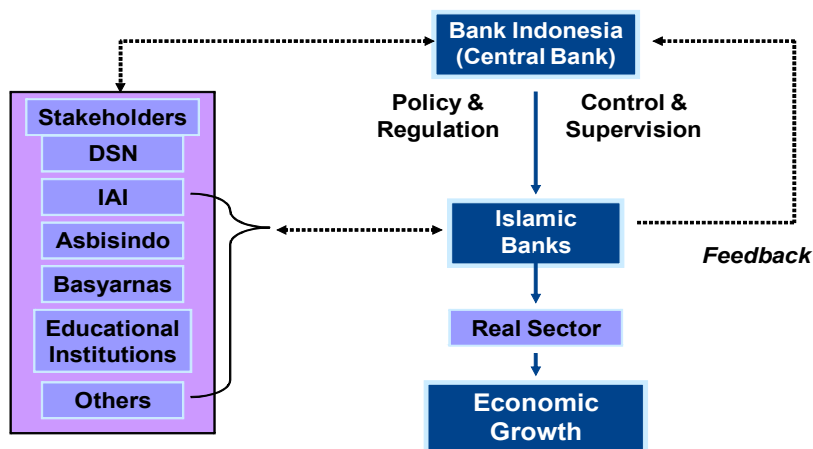 Bank Indonesia
(Central Bank)
Policy &
Regulation
Control &
Supervision
Stakeholders
DSN
IAI
Asbisindo
Basyarnas
Educational
Institutions
Others
Islamic
Banks
Feedback
Real Sector
Economic
Growth